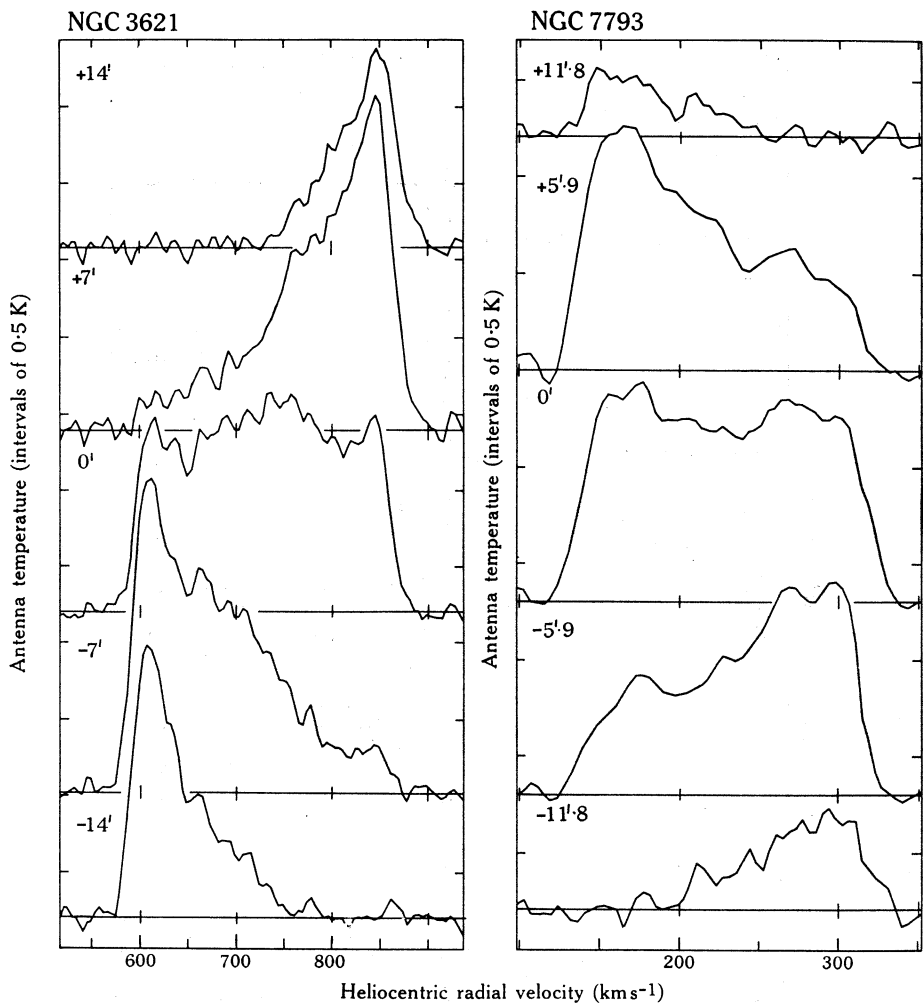 NGC 3621
NGC 7793
+14'
+7'
0'
-7'
-14'
+11'·8
+5'·9
0'
-5'·9
-11'·8
Antenna temperature (intervals of 0·5 K)
Antenna temperature (intervals of 0·5 K)
600 700 800
200 300
Heliocentric radial velocity (km s-1)